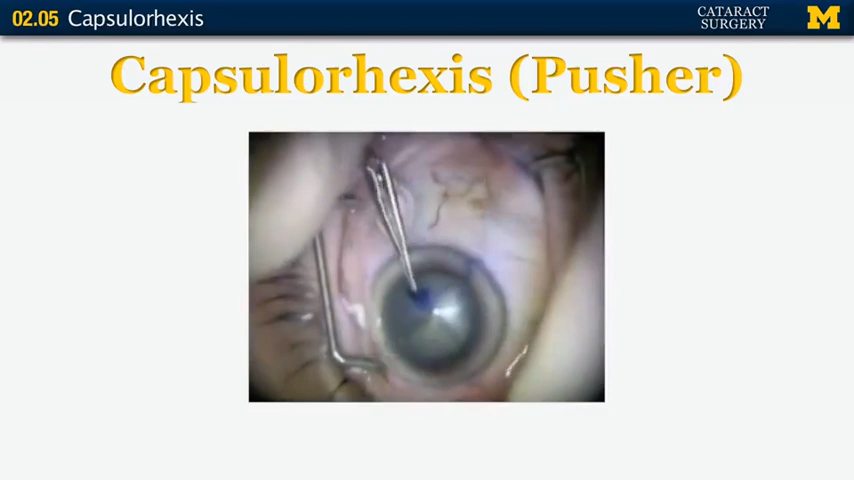 02.05 Capsulorhexis
CATARACT
SURGERY
M
Capsulorhexis (Pusher)